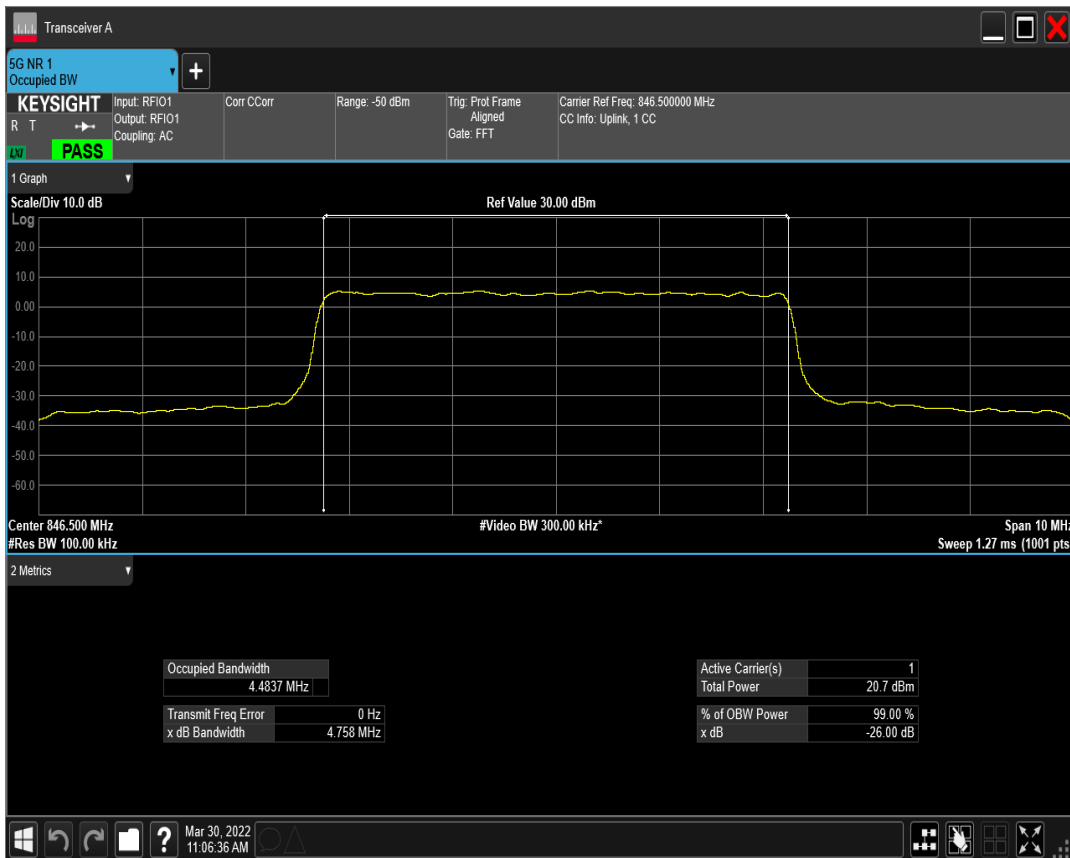 Transceiver A
5G NR 1
Occupied BW
+
KEYSIGHT
R T
LXI
PASS
Input: RFIO1
Output: RFIO1
Coupling: AC
Corr CCorr
Range: -50 dBm
Trig: Prot Frame
Aligned
Gate: FFT
Carrier Ref Freq: 846.500000 MHz
CC Info: Uplink, 1 CC
1 Graph
Scale/Div 10.0 dB
Ref Value 30.00 dBm
Log
20.0
10.0
0.00
-10.0
-20.0
-30.0
-40.0
-50.0
-60.0
Center 846.500 MHz
#Video BW 300.00 kHz*
Span 10 MHz
#Res BW 100.00 kHz
Sweep 1.27 ms (1001 pts
2 Metrics
Occupied Bandwidth
4.4837 MHz
Transmit Freq Error 0 Hz
x dB Bandwidth 4.758 MHz
Active Carrier(s) 1
Total Power 20.7 dBm
% of OBW Power 99.00 %
x dB -26.00 dB
?
Mar 30, 2022
11:06:36 AM